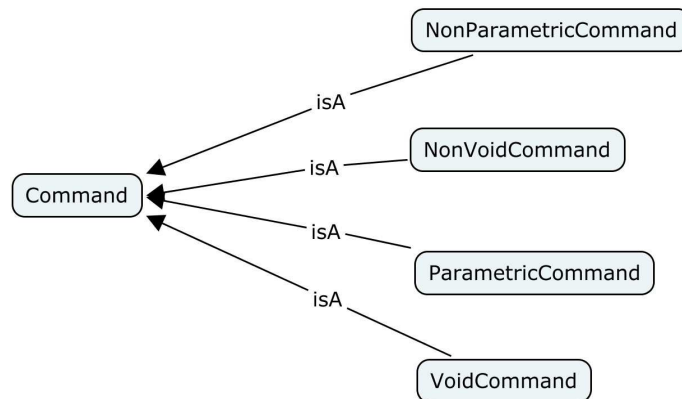 NonParametricCommand
isA
NonVoidCommand
isA
Command
isA
ParametricCommand
isA
VoidCommand